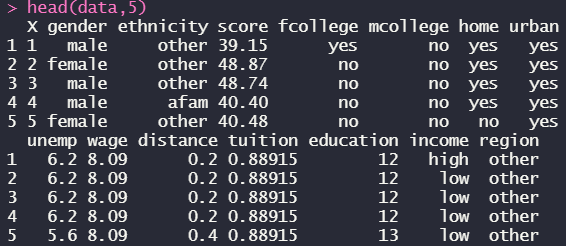 > head(data,5)
X gender ethnicity score fcollege mcollege home urban
1 1 male other 39.15 yes no yes yes
2 2 female other 48.87 no no yes yes
3 3 male other 48.74 no no yes yes
4 4 male afam 40.40 no no yes yes
5 5 female other 40.48 no no no yes
unemp wage distance tuition education income region
1 6.2 8.09 0.2 0.88915 12 high other
2 6.2 8.09 0.2 0.88915 12 low other
3 6.2 8.09 0.2 0.88915 12 low other
4 6.2 8.09 0.2 0.88915 12 low other
5 5.6 8.09 0.4 0.88915 13 low other